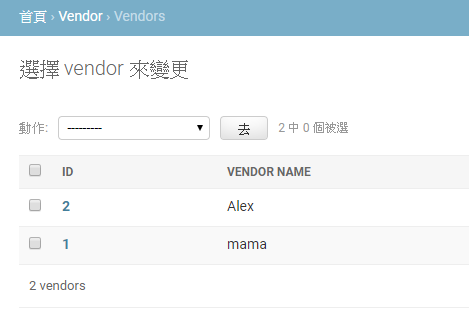 首頁 › Vendor › Vendors
選擇 vendor 來變更
動作: --------- 去 2 中 0 個被選
ID VENDOR NAME
2 Alex
1 mama
2 vendors